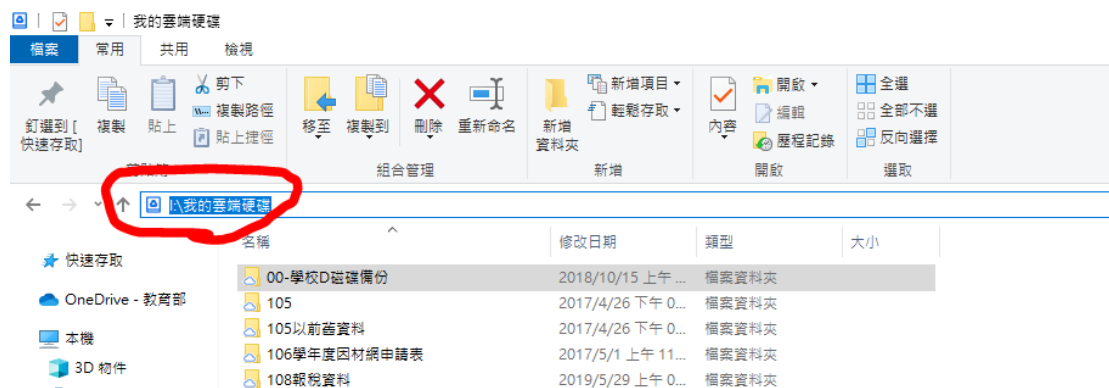 我的雲端硬碟
檔案 常用 共用 檢視
釘選到 [
快速存取]
複製
貼上
剪下
複製路徑
貼上捷徑
移至
複製到
刪除
重新命名
新增
資料夾
新增項目
輕鬆存取
內容
開啟
編輯
歷程記錄
全選
全部不選
反向選擇
組合管理 新增 開啟 選取
I:\我的雲端硬碟
名稱 修改日期 類型 大小
快速存取
OneDrive - 教育部
本機
3D 物件
00-學校D磁碟備份 2018/10/15 上午 ... 檔案資料夾
105 2017/4/26 下午 0... 檔案資料夾
105以前舊資料 2017/4/26 下午 0... 檔案資料夾
106學年度因材網申請表 2017/5/1 上午 11... 檔案資料夾
108報稅資料 2019/5/29 上午 0... 檔案資料夾